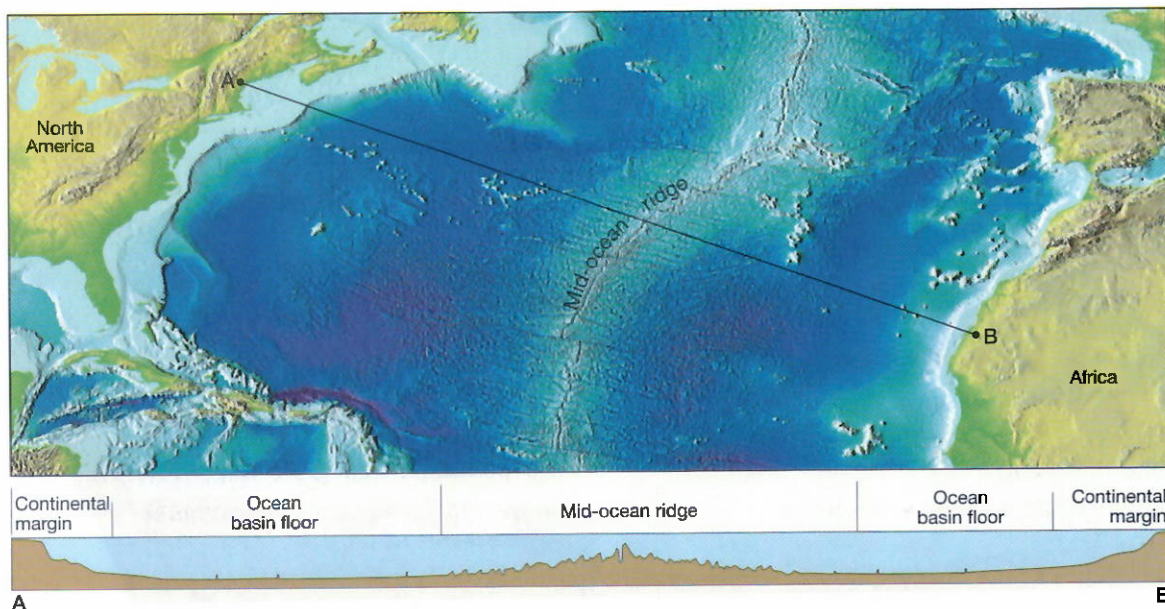 A
North
America
Mid-ocean ridge
B
Africa
Continental
margin
Ocean
basin floor
Mid-ocean ridge
Ocean
basin floor
Continental
margin
A
B